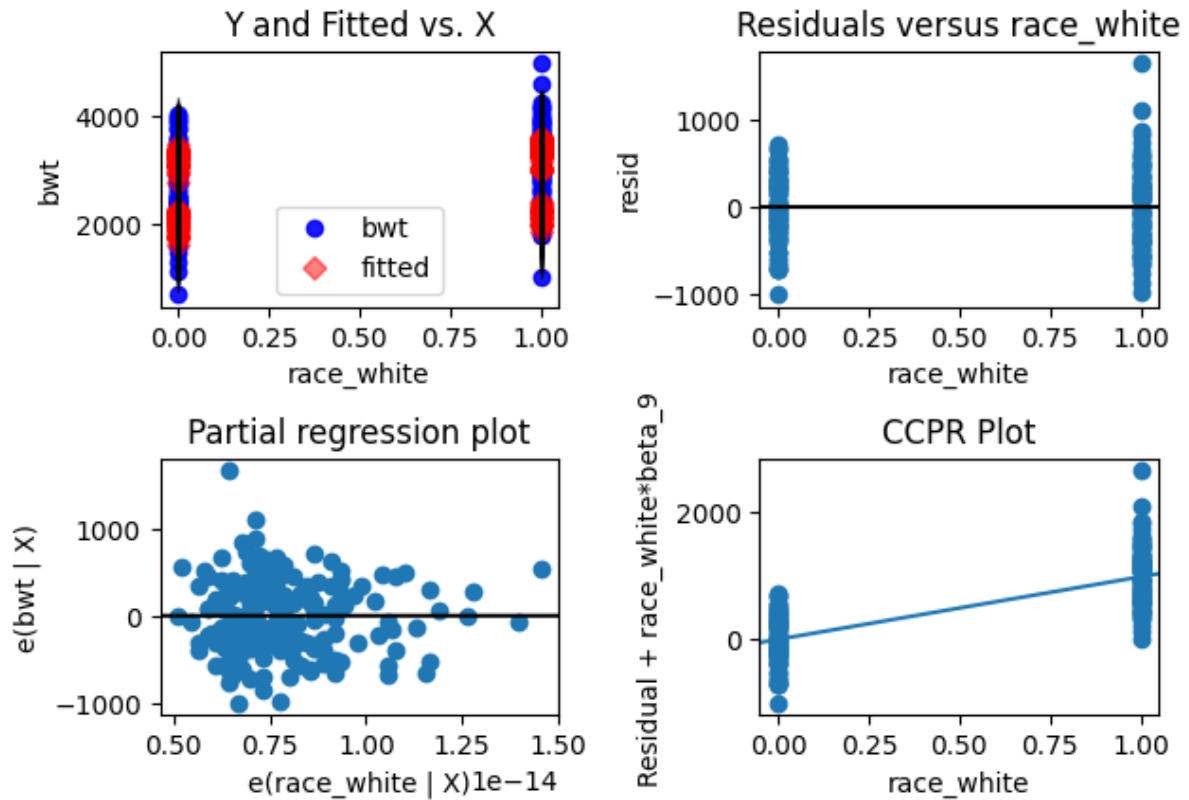 Y and Fitted vs. X
bwt
4000
2000
bwt
fitted
0.00 0.25 0.50 0.75 1.00
race_white
Residuals versus race_white
resid
1000
0
−1000
0.00 0.25 0.50 0.75 1.00
race_white
Partial regression plot
e(bwt | X)
1000
0
−1000
0.50 0.75 1.00 1.25 1.50
e(race_white | X)1e−14
CCPR Plot
Residual + race_white*beta_9
2000
0
0.00 0.25 0.50 0.75 1.00
race_white